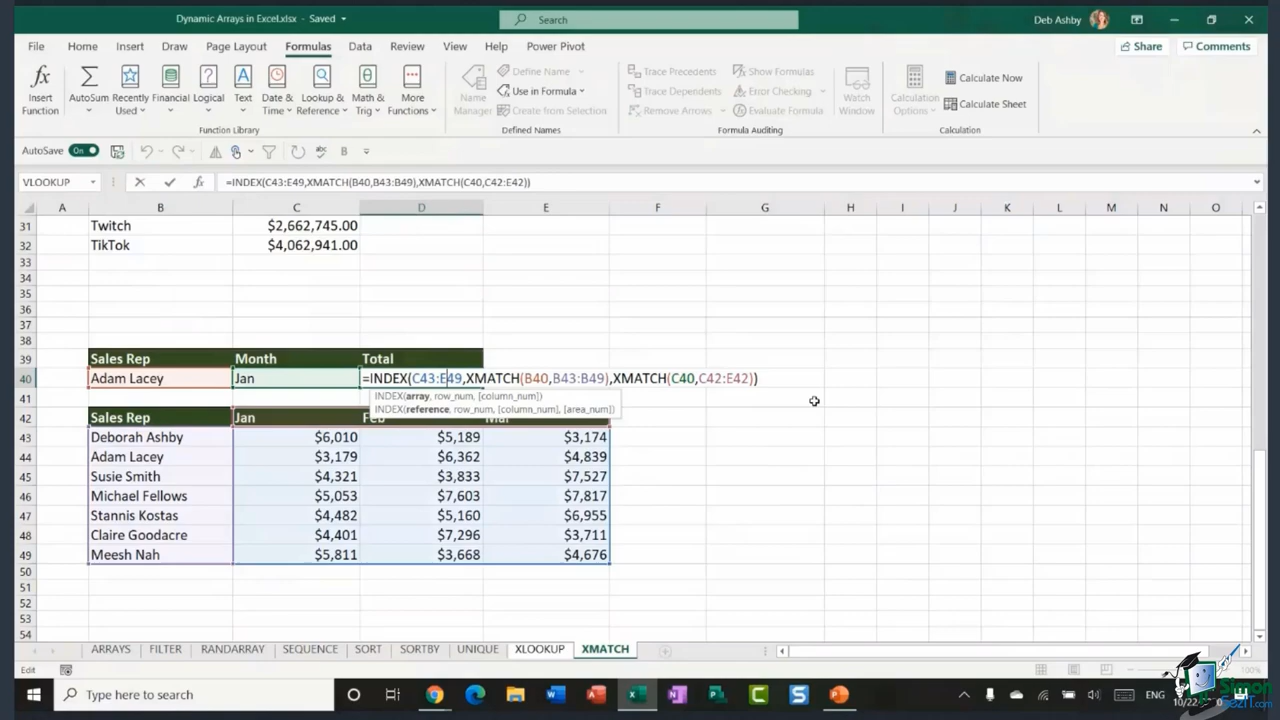 Dynamic Arrays in Excel.xlsx - Saved
Search
Deb Ashby
File Home Insert Draw Page Layout Formulas Data Review View Help Power Pivot
Share Comments
Insert Function
AutoSum
Recently Used
Financial
Logical
Text
Date & Time
Lookup & Reference
Math & Trig
More Functions
Function Library
Name Manager
Define Name
Use in Formula
Create from Selection
Defined Names
Trace Precedents
Trace Dependents
Remove Arrows
Show Formulas
Error Checking
Evaluate Formula
Formula Auditing
Watch Window
Calculation Options
Calculate Now
Calculate Sheet
Calculation
AutoSave On
VLOOKUP fx =INDEX(C43:E49,XMATCH(B40,B43:B49),XMATCH(C40,C42:E42))
A B C D E F G H I J K L M N O
31 Twitch $2,662,745.00
32 TikTok $4,062,941.00
33
34
35
36
37
38
39 Sales Rep Month Total
40 Adam Lacey Jan =INDEX(C43:E49,XMATCH(B40,B43:B49),XMATCH(C40,C42:E42))
41 INDEX(array, row_num, [column_num])
INDEX(reference, row_num, [column_num], [area_num])
42 Sales Rep Jan Feb Mar
43 Deborah Ashby $6,010 $5,189 $3,174
44 Adam Lacey $3,179 $6,362 $4,839
45 Susie Smith $4,321 $3,833 $7,527
46 Michael Fellows $5,053 $7,603 $7,817
47 Stannis Kostas $4,482 $5,160 $6,955
48 Claire Goodacre $4,401 $7,296 $3,711
49 Meesh Nah $5,811 $3,668 $4,676
50
51
52
53
54
ARRAYS FILTER RANDARRAY SEQUENCE SORT SORTBY UNIQUE XLOOKUP XMATCH
Edit 100%
Type here to search
ENG
10/22/
Simon
Sez IT
.com